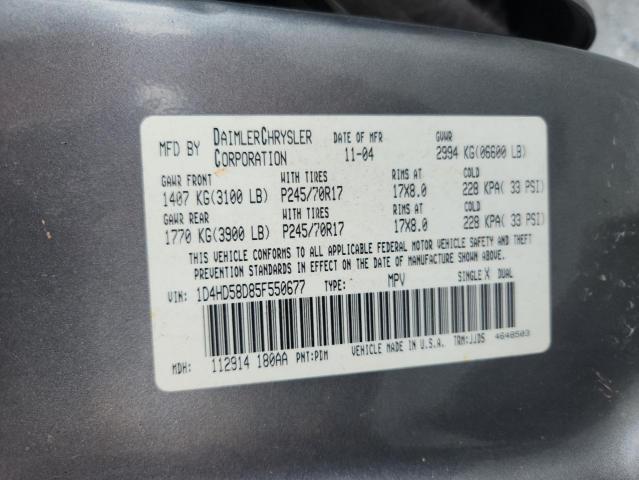 MFD BY DAIMLERCHRYSLER CORPORATION DATE OF MFR 11-04 GVWR 2994 KG(06600 LB)
GAWR FRONT WITH TIRES RIMS AT COLD
1407 KG(3100 LB) P245/70R17 17X8.0 228 KPA( 33 PSI)
GAWR REAR WITH TIRES RIMS AT COLD
1770 KG(3900 LB) P245/70R17 17X8.0 228 KPA( 33 PSI)
THIS VEHICLE CONFORMS TO ALL APPLICABLE FEDERAL MOTOR VEHICLE SAFETY AND THEFT
PREVENTION STANDARDS IN EFFECT ON THE DATE OF MANUFACTURE SHOWN ABOVE.
VIN: 1D4HD58D85F550677 TYPE: MPV SINGLE X DUAL
MDH: 112914 180AA PNT:PDM VEHICLE MADE IN U.S.A. TRM:JJD5 4648503